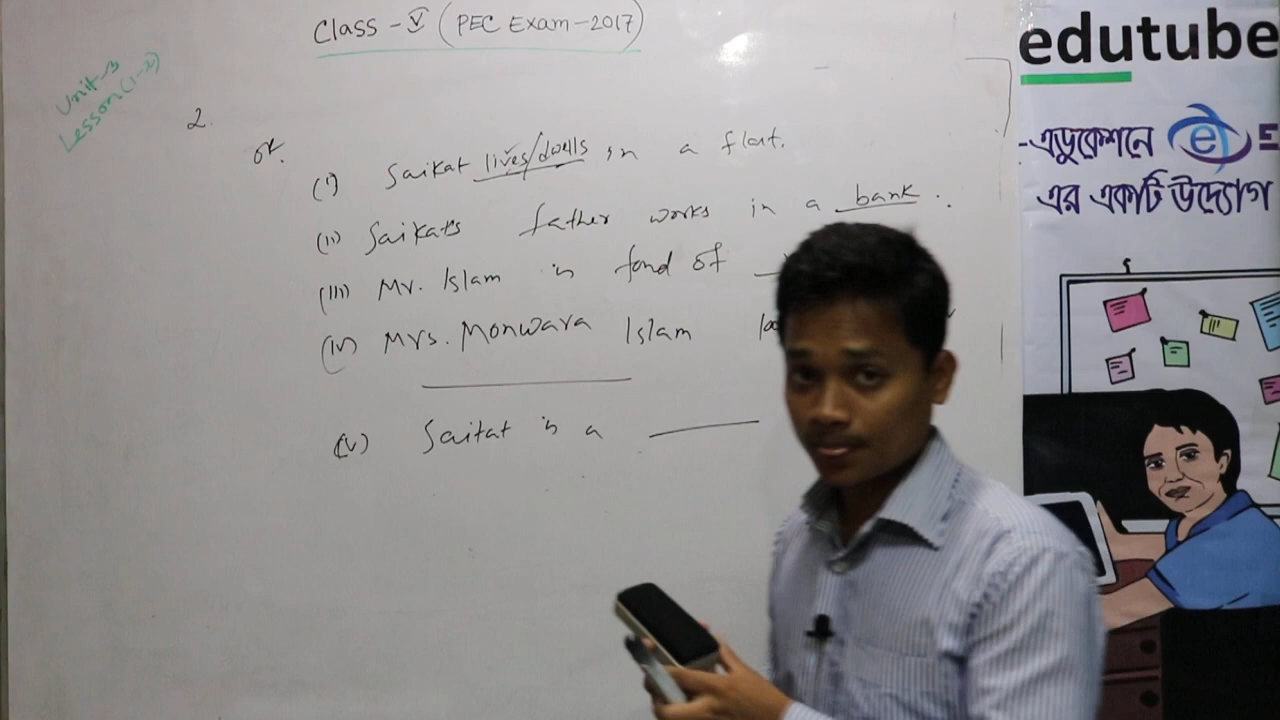 Class - V (PEC Exam-2017)
Unit-3
Lesson (1-2)
2.
(i) Saikat lives/dwells in a flat.
(ii) Saikat's father works in a bank.
(iii) Mr. Islam is fond of
(iv) Mrs. Monwara Islam
(v) Saikat is a
edutube
এডুকেশনে
এর একটি উদ্যোগ